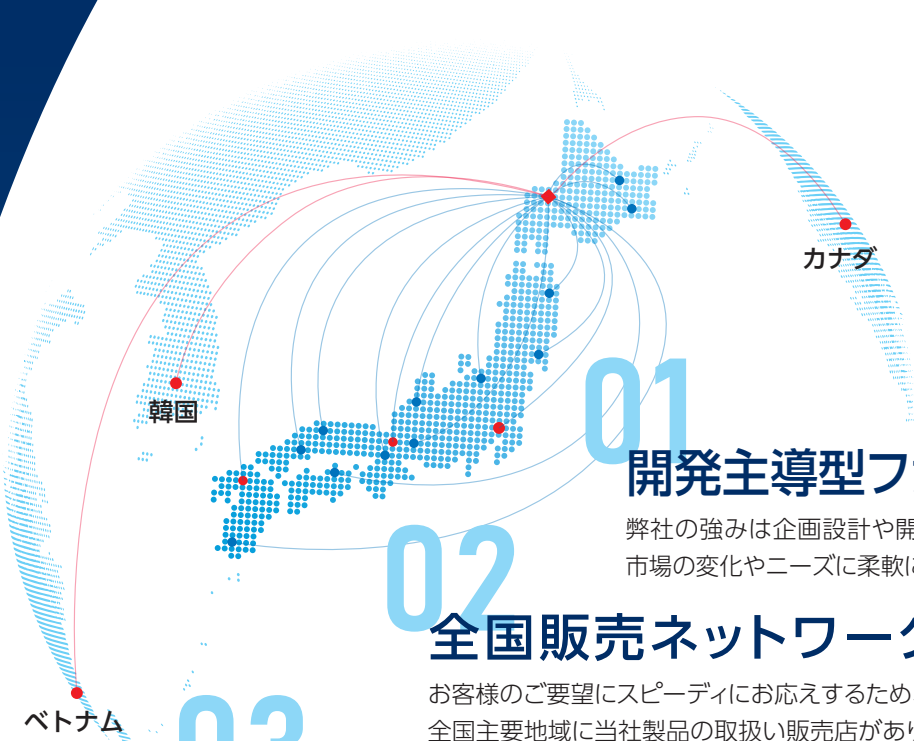 カナダ
韓国
01
開発主導型フ
弊社の強みは企画設計や開
市場の変化やニーズに柔軟に
02
全国販売ネットワーク
お客様のご要望にスピーディにお応えするため
全国主要地域に当社製品の取扱い販売店があり
ベトナム
03